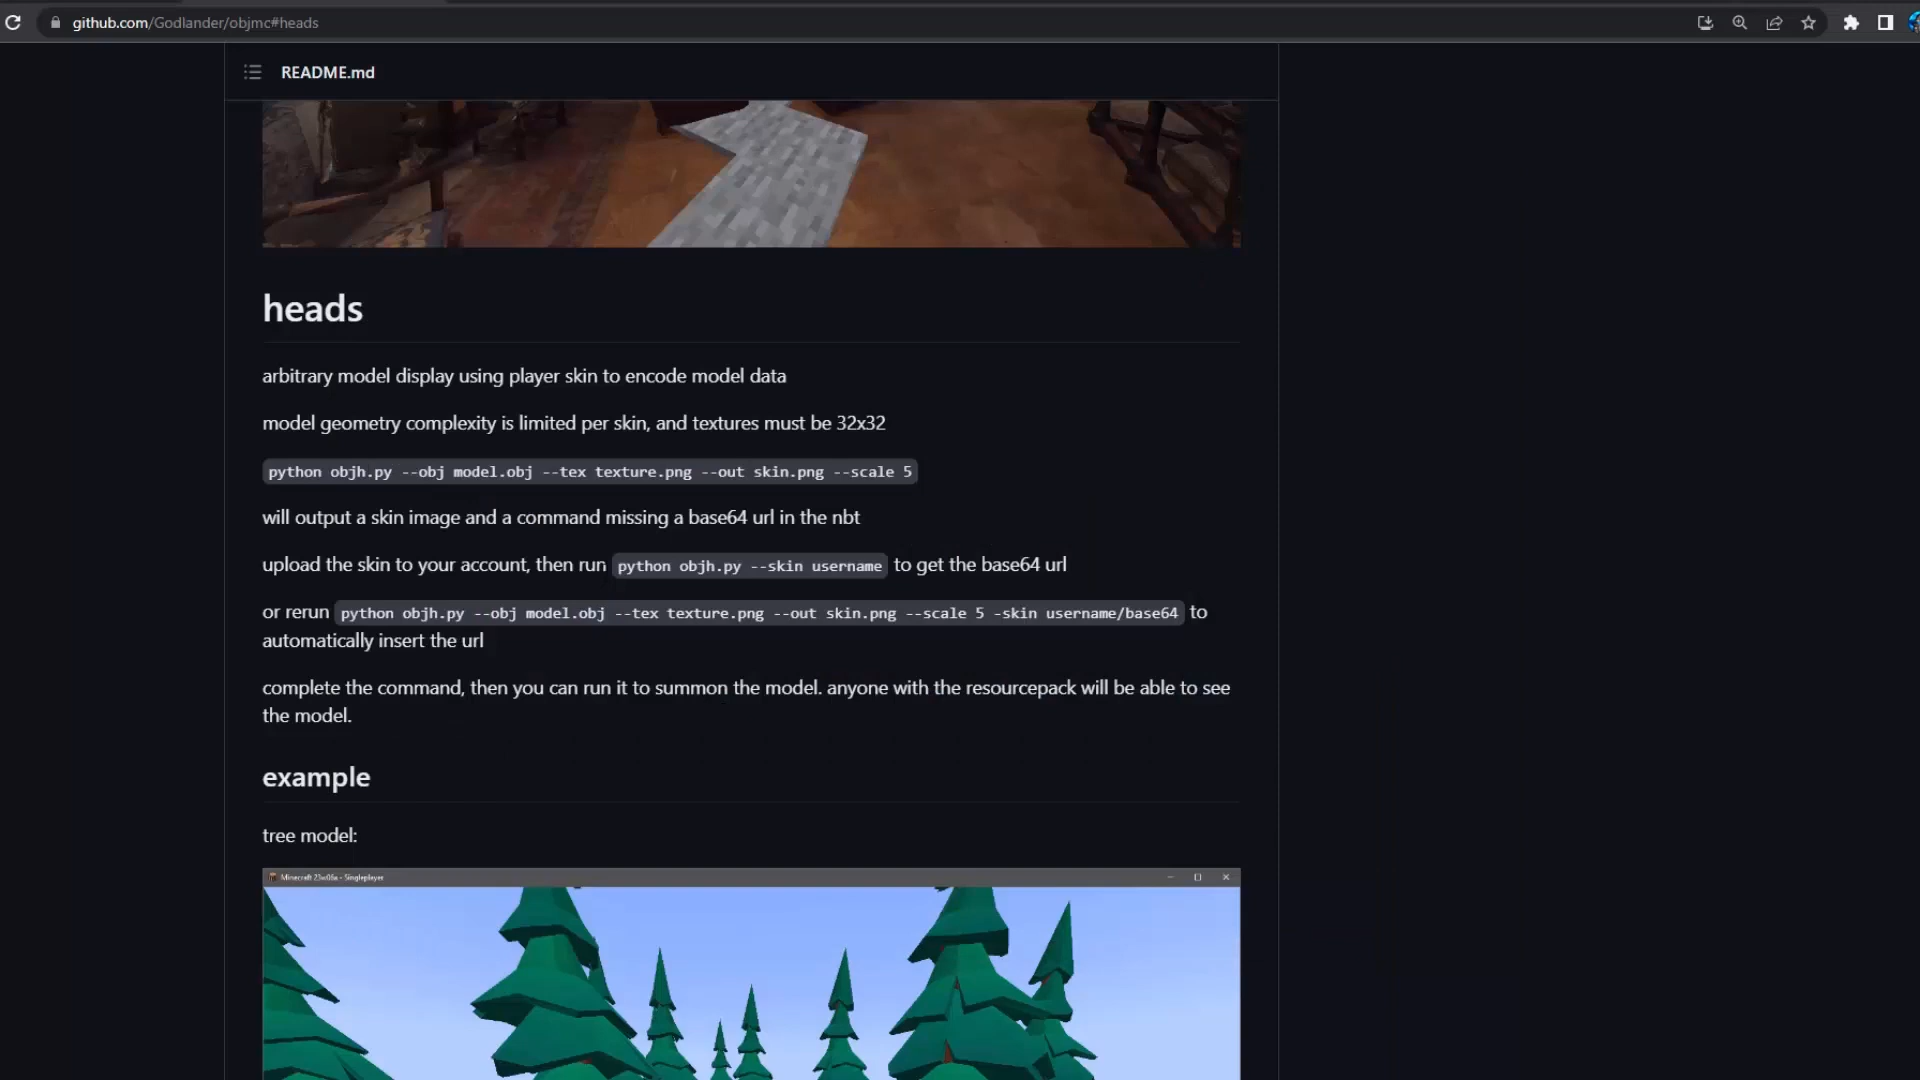 github.com/Godlander/objmc#heads
README.md
heads
arbitrary model display using player skin to encode model data
model geometry complexity is limited per skin, and textures must be 32x32
python objh.py --obj model.obj --tex texture.png --out skin.png --scale 5
will output a skin image and a command missing a base64 url in the nbt
upload the skin to your account, then run python objh.py --skin username to get the base64 url
or rerun python objh.py --obj model.obj --tex texture.png --out skin.png --scale 5 -skin username/base64 to
automatically insert the url
complete the command, then you can run it to summon the model. anyone with the resourcepack will be able to see
the model.
example
tree model:
Minecraft 23w06a - Singleplayer